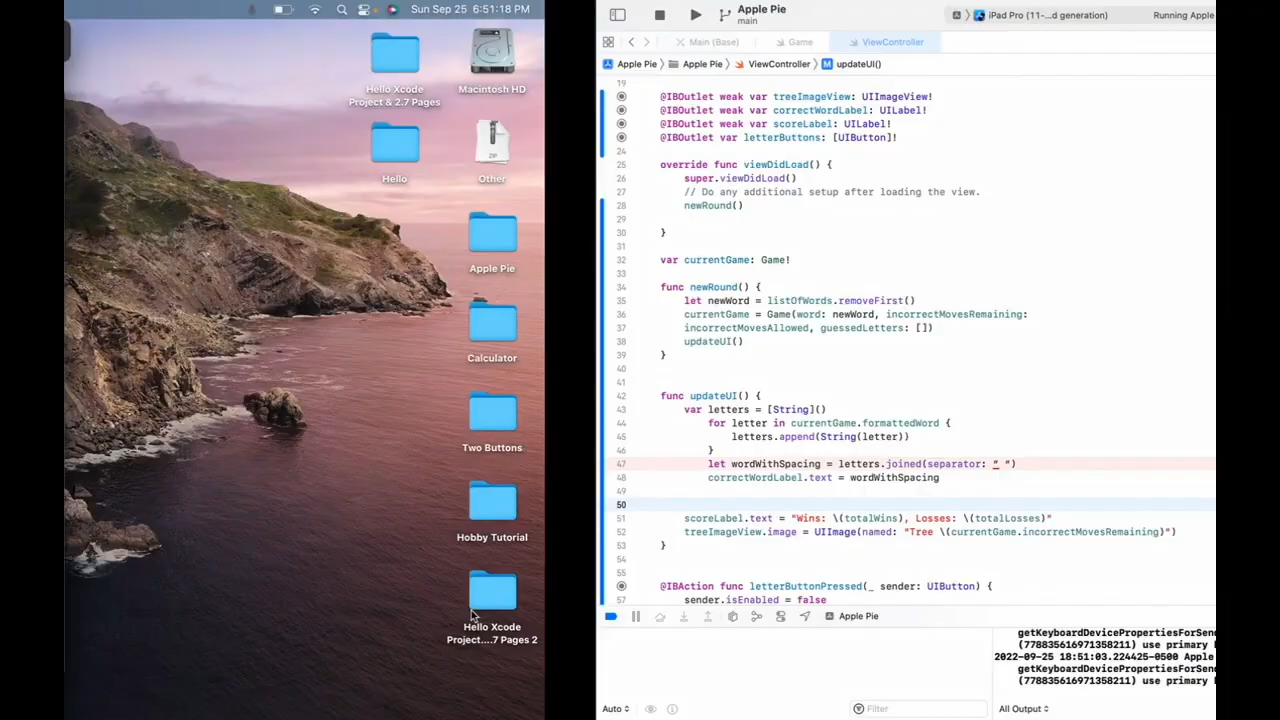 Sun Sep 25 6:51:18 PM
Hello Xcode
Project & 2.7 Pages
Macintosh HD
ZIP
Hello
Other
Apple Pie
Calculator
Two Buttons
Hobby Tutorial
Hello Xcode
Project....7 Pages 2
Apple Pie
main
iPad Pro (11-...d generation)
Running Apple
Main (Base)
Game
ViewController
Apple Pie
Apple Pie
ViewController
M updateUI()
19
@IBOutlet weak var treeImageView: UIImageView!
@IBOutlet weak var correctWordLabel: UILabel!
@IBOutlet weak var scoreLabel: UILabel!
@IBOutlet var letterButtons: [UIButton]!
24
25 override func viewDidLoad() {
26 super.viewDidLoad()
27 // Do any additional setup after loading the view.
28 newRound()
29
30 }
31
32 var currentGame: Game!
33
34 func newRound() {
35 let newWord = listOfWords.removeFirst()
36 currentGame = Game(word: newWord, incorrectMovesRemaining:
37 incorrectMovesAllowed, guessedLetters: [])
38 updateUI()
39 }
40
41
42 func updateUI() {
43 var letters = [String]()
44 for letter in currentGame.formattedWord {
45 letters.append(String(letter))
46 }
47 let wordWithSpacing = letters.joined(separator: " ")
48 correctWordLabel.text = wordWithSpacing
49
50
51 scoreLabel.text = "Wins: \(totalWins), Losses: \(totalLosses)"
52 treeImageView.image = UIImage(named: "Tree \(currentGame.incorrectMovesRemaining)")
53 }
54
55
@IBAction func letterButtonPressed(_ sender: UIButton) {
57 sender.isEnabled = false
Apple Pie
getKeyboardDevicePropertiesForSend
(778835616971358211) use primary k
2022-09-25 18:51:03.224425-0500 Apple
getKeyboardDevicePropertiesForSend
(778835616971358211) use primary k
Auto
Filter
All Output